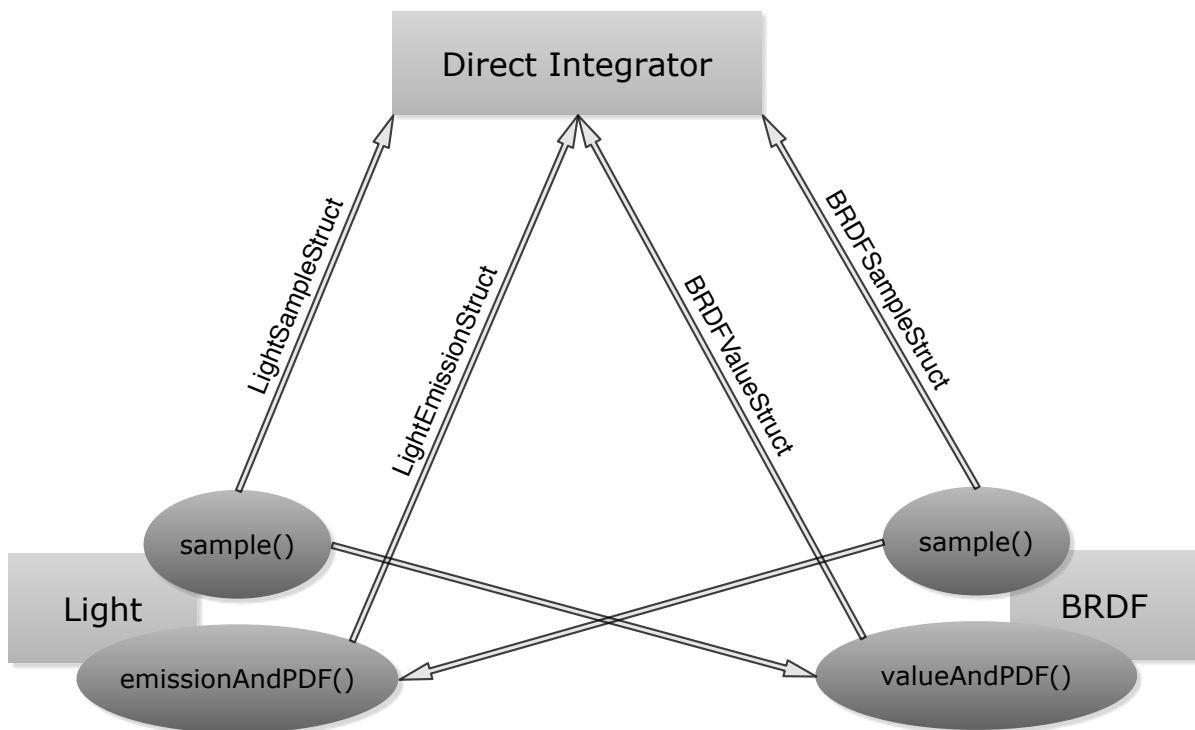 Direct Integrator
LightSampleStruct
LightEmissionStruct
BRDFValueStruct
BRDFSampleStruct
sample()
sample()
Light
BRDF
emissionAndPDF()
valueAndPDF()